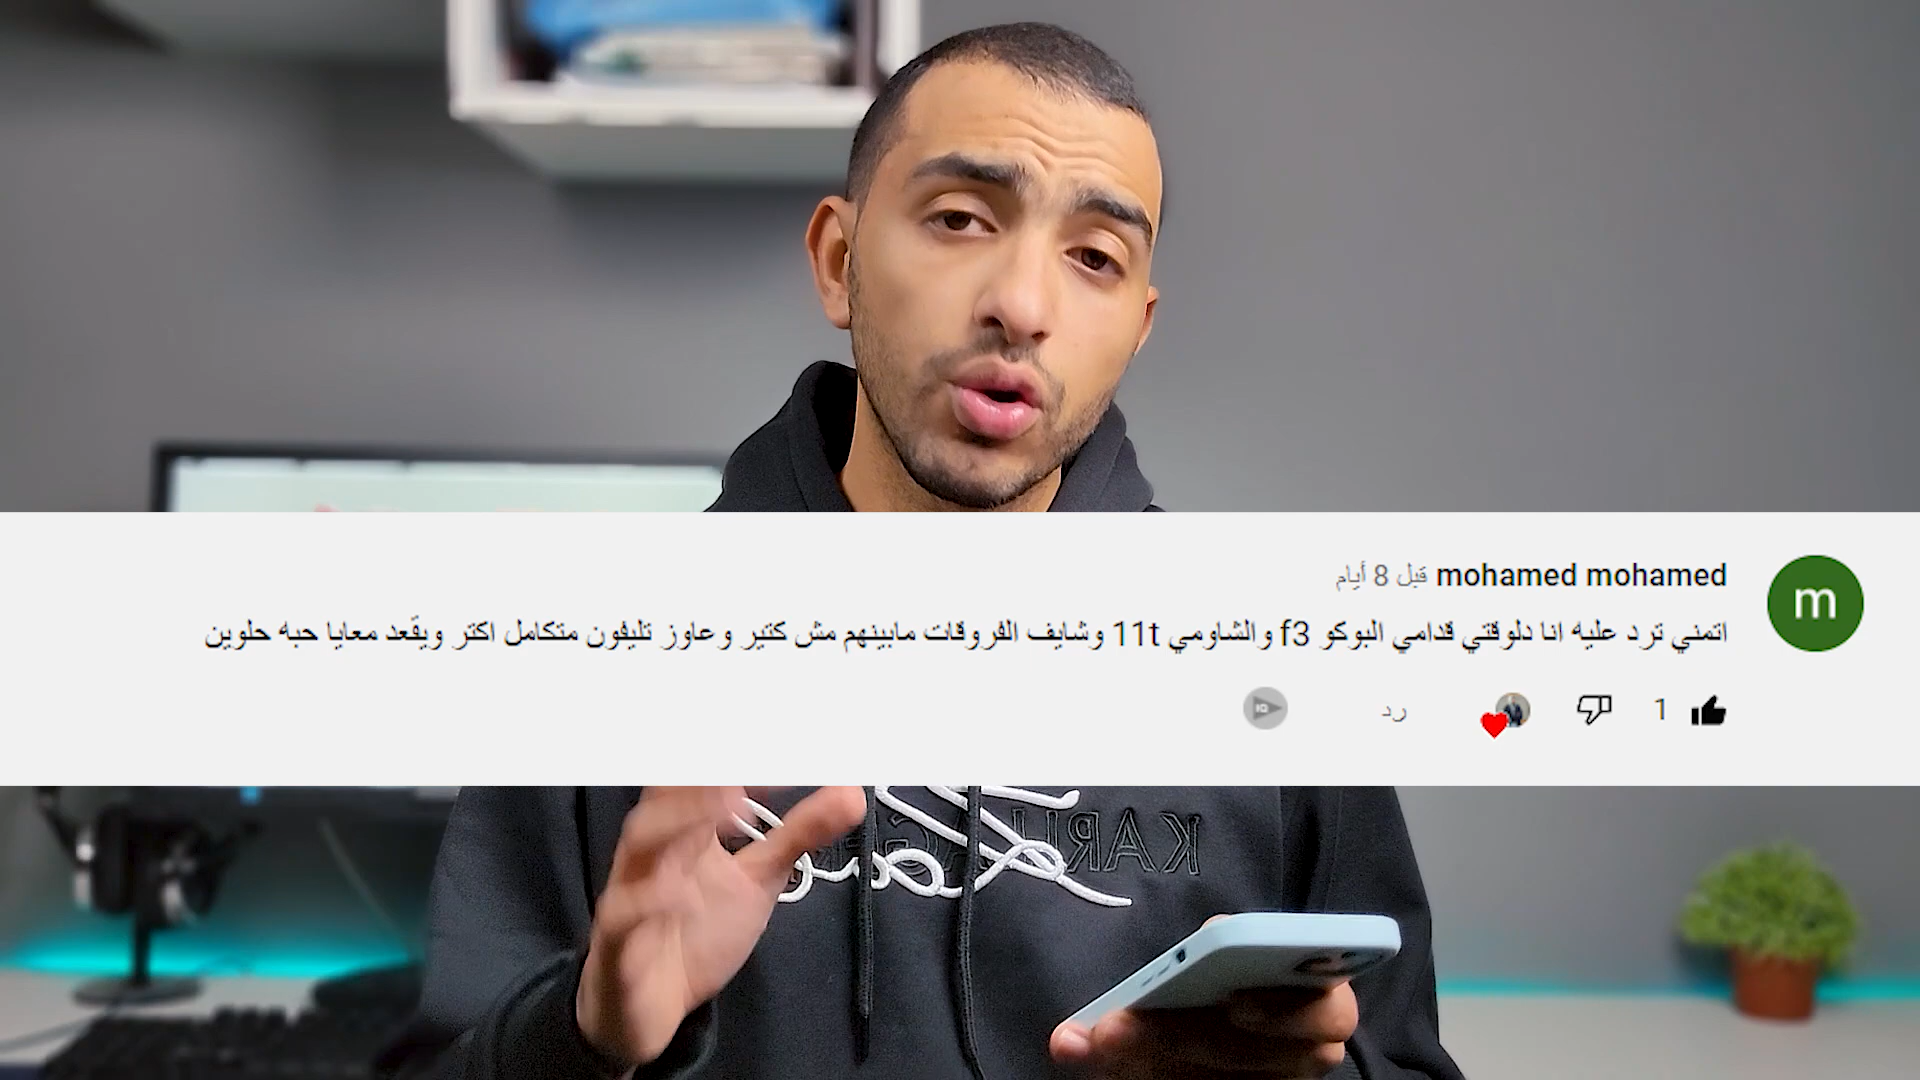 mohamed mohamed قبل 8 أيام
اتمني ترد عليه انا دلوقتي قدامي البوكو f3 والشاومي 11t وشايف الفروقات مابينهم مش كتير وعاوز تليفون متكامل اكتر ويقعد معايا حبه حلوين
1 رد
m
IQ